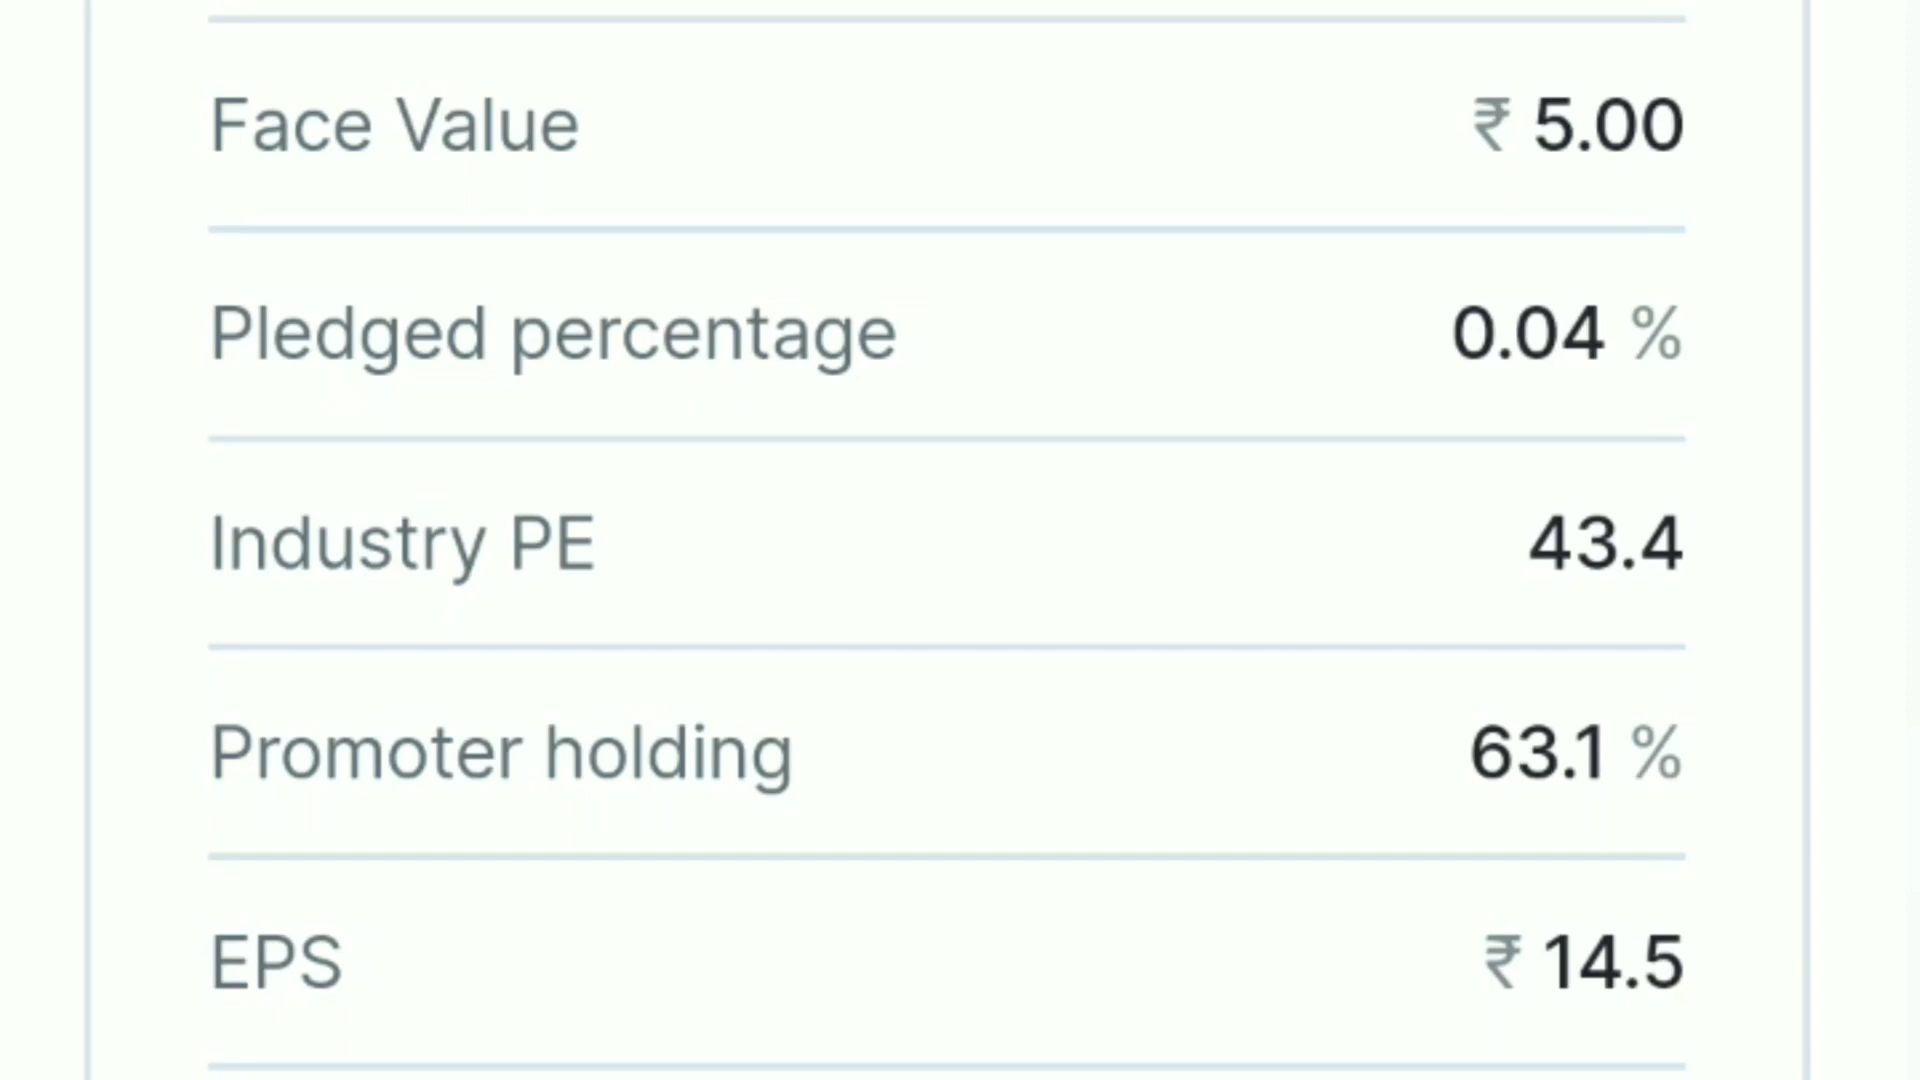 Face Value ₹ 5.00
Pledged percentage 0.04 %
Industry PE 43.4
Promoter holding 63.1 %
EPS ₹ 14.5